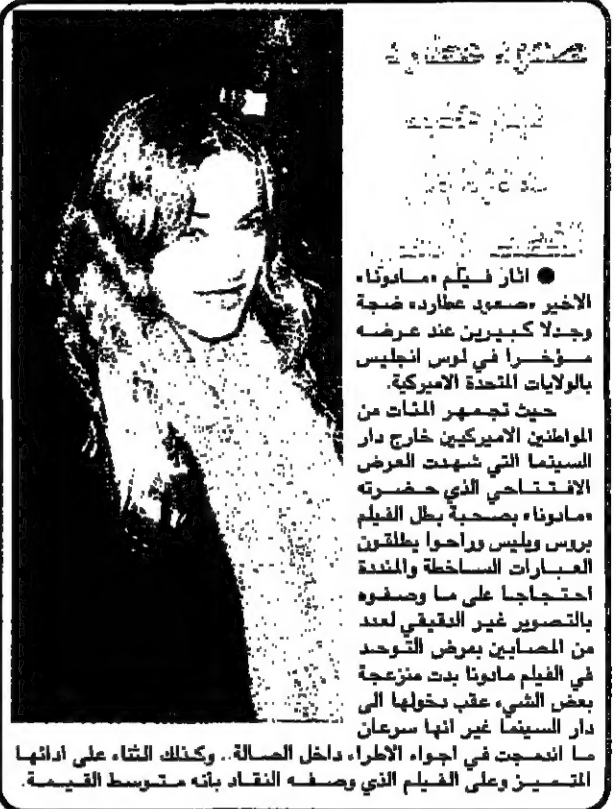 صعود عطارد
● اثار فيلم «مادونا»
الاخير «صعود عطارد» ضجة
وجدلا كبيرين عند عرضه
مؤخرا في لوس انجليس
بالولايات المتحدة الاميركية.
حيث تجمهر المئات من
المواطنين الاميركيين خارج دار
السينما التي شهدت العرض
الافتتاحي الذي حضرته
«مادونا» بصحبة بطل الفيلم
بروس ويليس وراحوا يطلقون
العبارات الساخطة والمنددة
احتجاجا على ما وصفوه
بالتصوير غير الدقيقي لعدد
من المصابين بمرض التوحد
في الفيلم مادونا بدت منزعجة
بعض الشيء عقب دخولها الى
دار السينما غير انها سرعان
ما اندمجت في اجواء الاطراء داخل الصالة.. وكذلك الثناء على ادائها
المتميز وعلى الفيلم الذي وصفه النقاد بأنه متوسط القيمة.